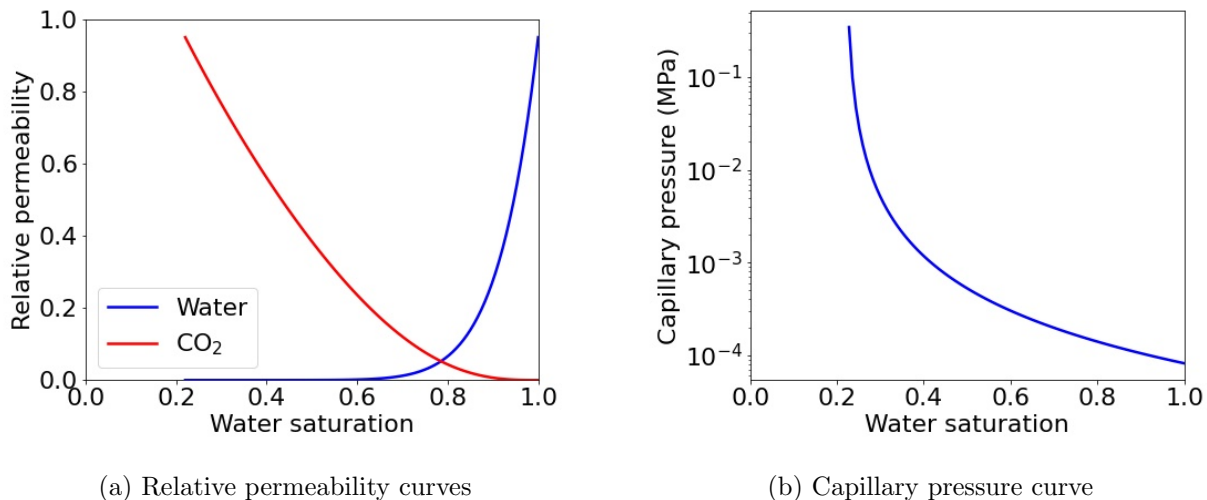 Relative permeability
1.0
0.8
0.6
0.4
0.2
0.0
Water
CO₂
0.0 0.2 0.4 0.6 0.8 1.0
Water saturation
(a) Relative permeability curves
Capillary pressure (MPa)
10⁻¹
10⁻²
10⁻³
10⁻⁴
0.0 0.2 0.4 0.6 0.8 1.0
Water saturation
(b) Capillary pressure curve